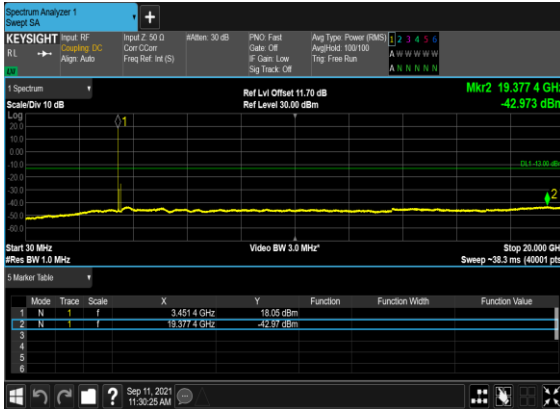 Spectrum Analyzer 1
Swept SA
+
KEYSIGHT Input: RF Input Z: 50 Ω #Atten: 30 dB PNO: Fast Avg Type: Power (RMS) 1 2 3 4 5 6
RL Coupling: DC Corr CCorr Gate: Off Avg|Hold: 100/100 A W W W W W
Align: Auto Freq Ref: Int (S) IF Gain: Low Trig: Free Run
Sig Track: Off A N N N N N
1 Spectrum
Ref Lvl Offset 11.70 dB Mkr2 19.377 4 GHz
Scale/Div 10 dB Ref Level 30.00 dBm -42.973 dBm
Log
20.0
10.0
0.00
-10.0
DL1 -13.00 dBm
-20.0
-30.0
-40.0
-50.0
-60.0
1
2
Start 30 MHz Video BW 3.0 MHz* Stop 20.000 GHz
#Res BW 1.0 MHz Sweep ~38.3 ms (40001 pts)
5 Marker Table
Mode Trace Scale X Y Function Function Width Function Value
1 N 1 f 3.451 4 GHz 18.05 dBm
2 N 1 f 19.377 4 GHz -42.97 dBm
3
4
5
6
? Sep 11, 2021
11:30:25 AM